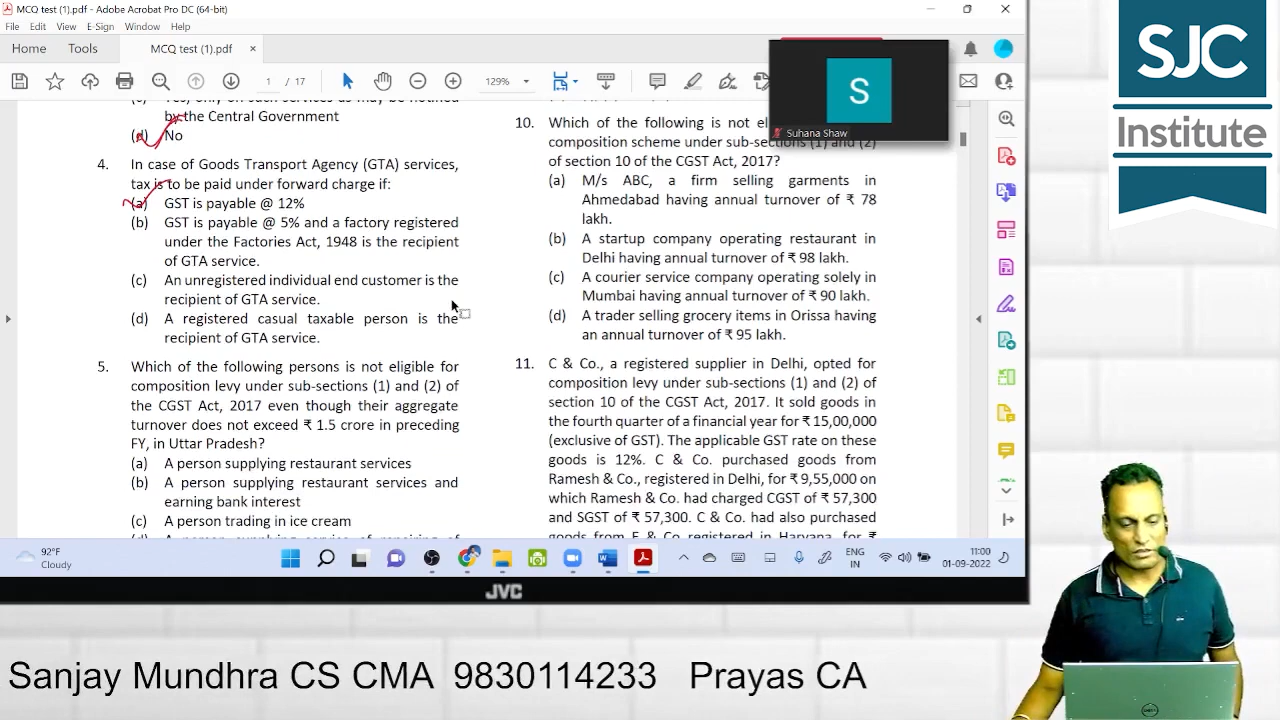 MCQ test (1).pdf - Adobe Acrobat Pro DC (64-bit)
File Edit View E-Sign Window Help
Home Tools MCQ test (1).pdf ×
1 / 17 129%
S
Suhana Shaw
by the Central Government
(d) No
4. In case of Goods Transport Agency (GTA) services,
tax is to be paid under forward charge if:
(a) GST is payable @ 12%
(b) GST is payable @ 5% and a factory registered
under the Factories Act, 1948 is the recipient
of GTA service.
(c) An unregistered individual end customer is the
recipient of GTA service.
(d) A registered casual taxable person is the
recipient of GTA service.
5. Which of the following persons is not eligible for
composition levy under sub-sections (1) and (2) of
the CGST Act, 2017 even though their aggregate
turnover does not exceed ₹ 1.5 crore in preceding
FY, in Uttar Pradesh?
(a) A person supplying restaurant services
(b) A person supplying restaurant services and
earning bank interest
(c) A person trading in ice cream
10. Which of the following is not el
composition scheme under sub-sections (1) and (2)
of section 10 of the CGST Act, 2017?
(a) M/s ABC, a firm selling garments in
Ahmedabad having annual turnover of ₹ 78
lakh.
(b) A startup company operating restaurant in
Delhi having annual turnover of ₹ 98 lakh.
(c) A courier service company operating solely in
Mumbai having annual turnover of ₹ 90 lakh.
(d) A trader selling grocery items in Orissa having
an annual turnover of ₹ 95 lakh.
11. C & Co., a registered supplier in Delhi, opted for
composition levy under sub-sections (1) and (2) of
section 10 of the CGST Act, 2017. It sold goods in
the fourth quarter of a financial year for ₹ 15,00,000
(exclusive of GST). The applicable GST rate on these
goods is 12%. C & Co. purchased goods from
Ramesh & Co., registered in Delhi, for ₹ 9,55,000 on
which Ramesh & Co. had charged CGST of ₹ 57,300
and SGST of ₹ 57,300. C & Co. had also purchased
SJC
Institute
92°F
Cloudy
ENG
IN
11:00
01-09-2022
JVC
DELL
Sanjay Mundhra CS CMA 9830114233 Prayas CA